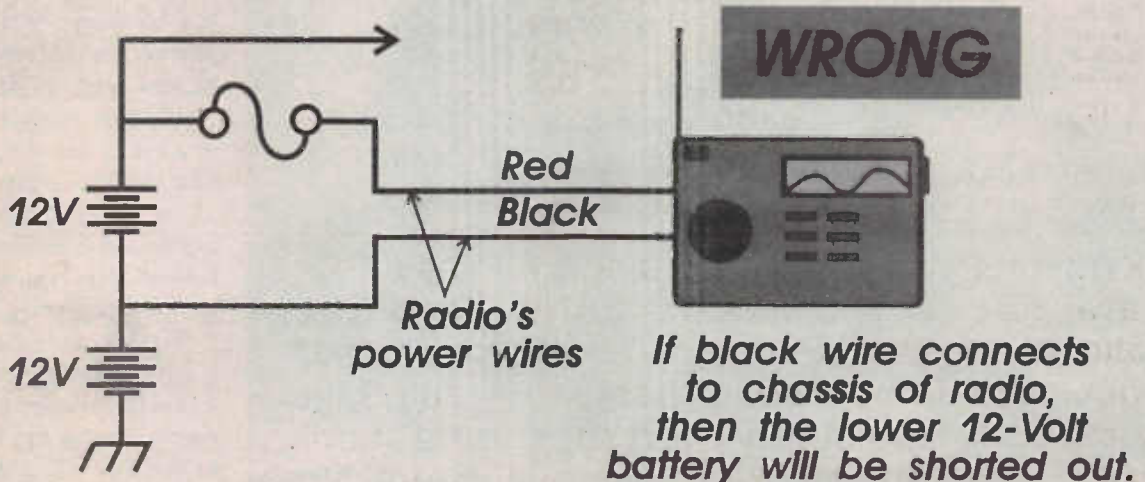 WRONG
Red
Black
12V
Radio's
power wires
12V
If black wire connects
to chassis of radio,
then the lower 12-Volt
battery will be shorted out.